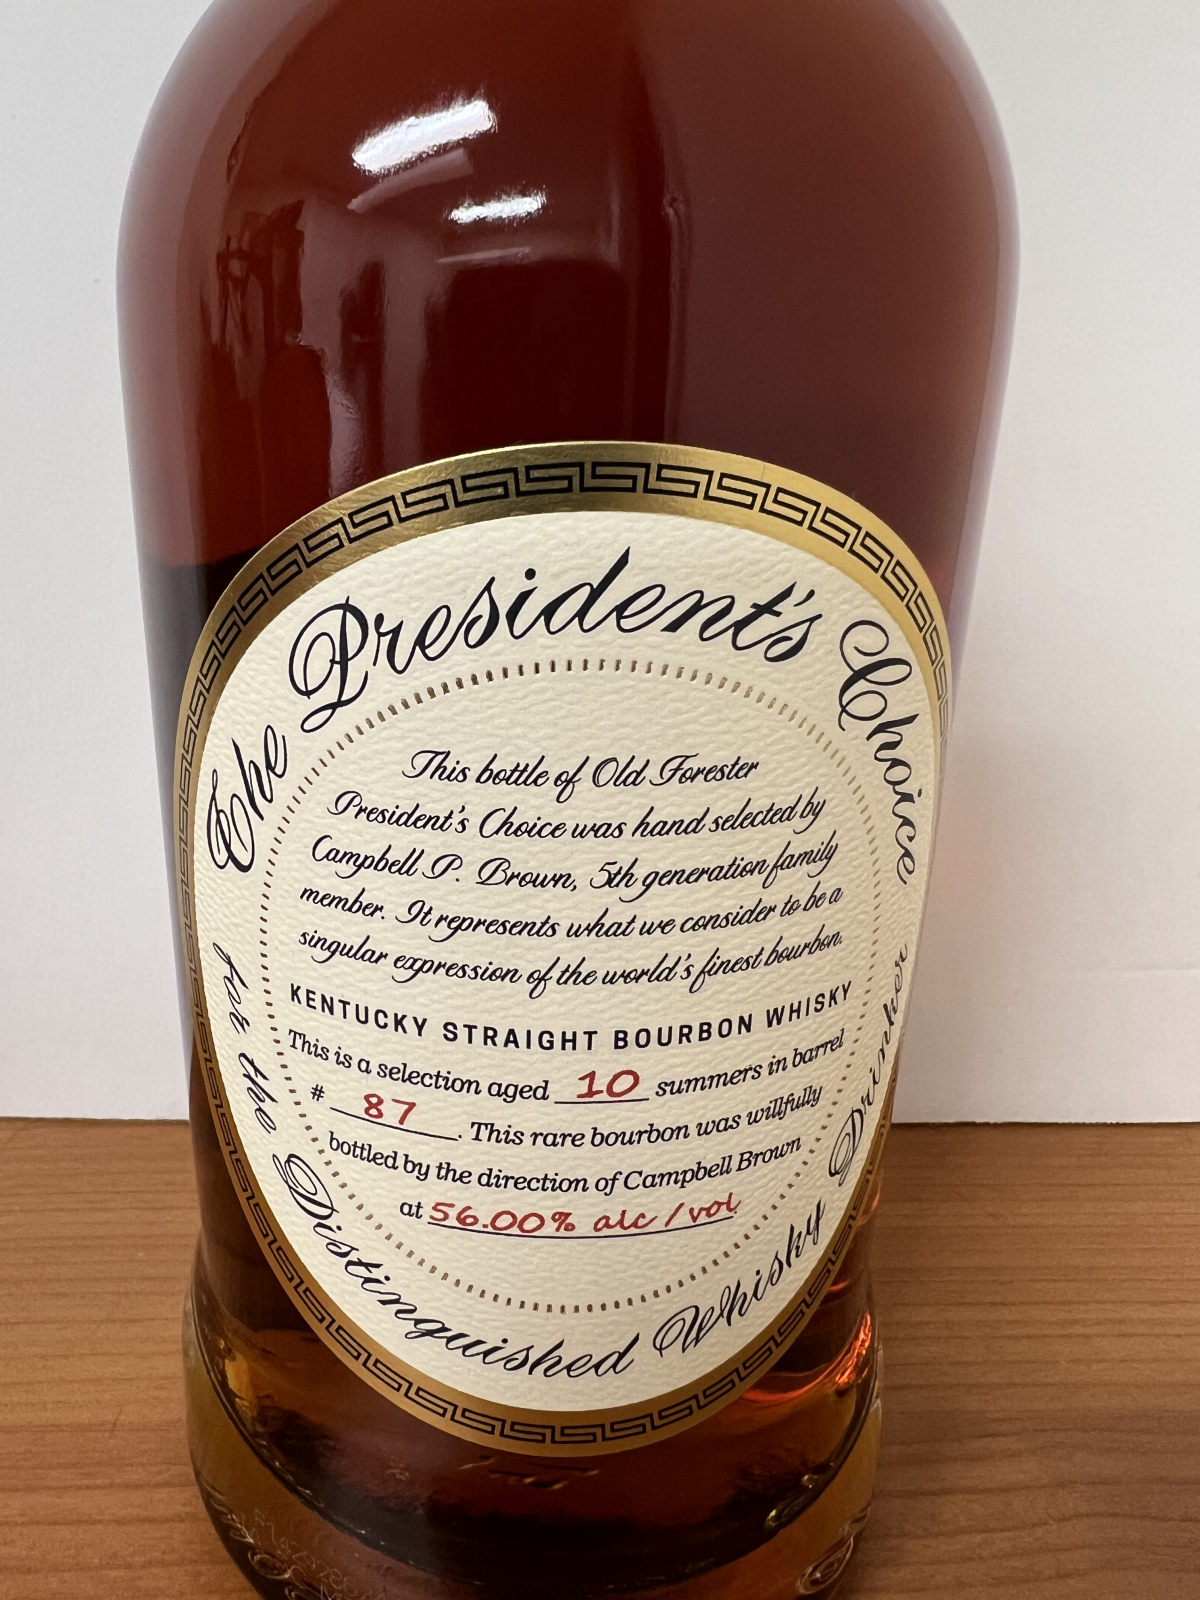 The President's Choice
This bottle of Old Forester
President's Choice was hand selected by
Campbell P. Brown, 5th generation family
member. It represents what we consider to be a
singular expression of the world's finest bourbon.
KENTUCKY STRAIGHT BOURBON WHISKY
This is a selection aged 10 summers in barrel
# 87. This rare bourbon was willfully
bottled by the direction of Campbell Brown
at 56.00% alc / vol.
for the Distinguished Whisky Drinker